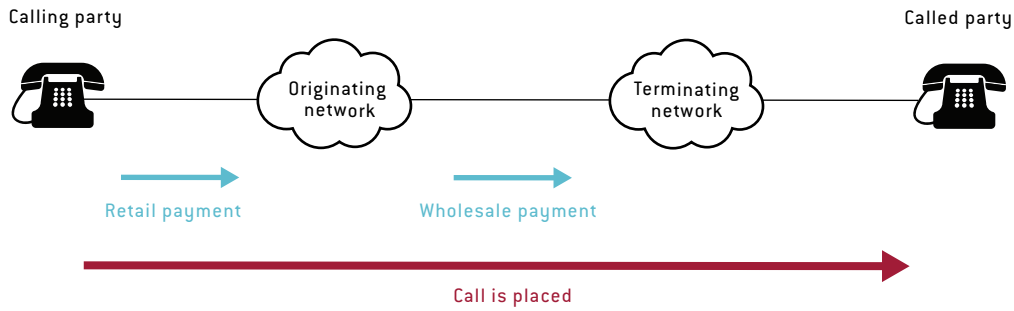 Calling party
Called party
Originating
network
Terminating
network
Retail payment
Wholesale payment
Call is placed